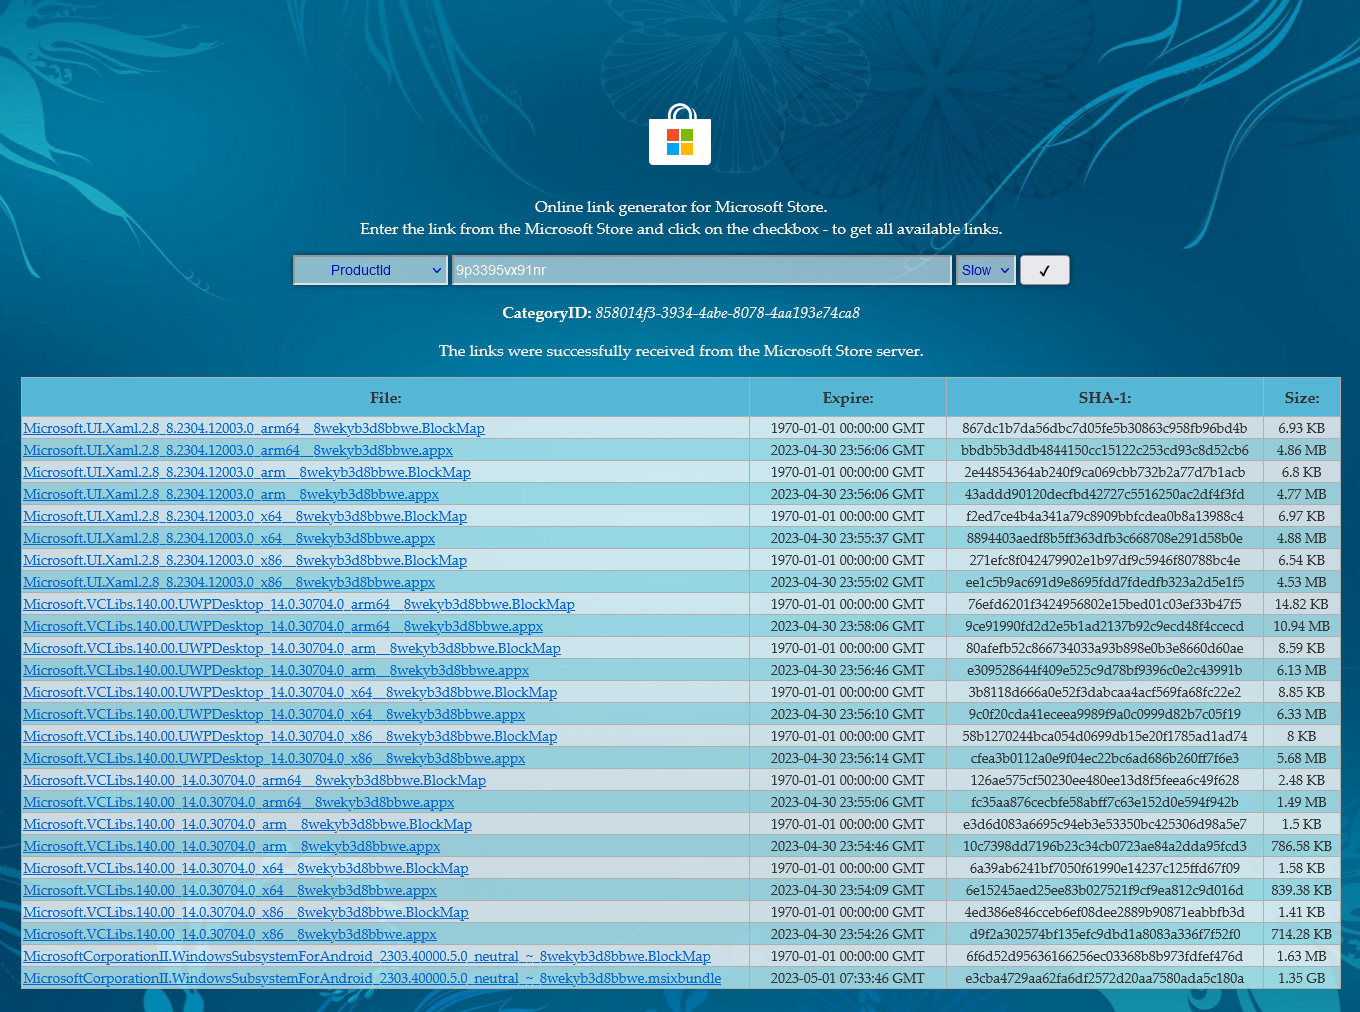 Online link generator for Microsoft Store.
Enter the link from the Microsoft Store and click on the checkbox - to get all available links.
ProductId 9p3395vx91nr Slow ✓
CategoryID: 858014f3-3934-4abe-8078-4aa193e74ca8
The links were successfully received from the Microsoft Store server.
File: Expire: SHA-1: Size:
Microsoft.UI.Xaml.2.8_8.2304.12003.0_arm64__8wekyb3d8bbwe.BlockMap 1970-01-01 00:00:00 GMT 867dc1b7da56dbc7d05fe5b30863c958fb96bd4b 6.93 KB
Microsoft.UI.Xaml.2.8_8.2304.12003.0_arm64__8wekyb3d8bbwe.appx 2023-04-30 23:56:06 GMT bbdb5b3ddb4844150cc15122c253cd93c8d52cb6 4.86 MB
Microsoft.UI.Xaml.2.8_8.2304.12003.0_arm__8wekyb3d8bbwe.BlockMap 1970-01-01 00:00:00 GMT 2e44854364ab240f9ca069cbb732b2a77d7b1acb 6.8 KB
Microsoft.UI.Xaml.2.8_8.2304.12003.0_arm__8wekyb3d8bbwe.appx 2023-04-30 23:56:06 GMT 43addd90120decfbd42727c5516250ac2df4f3fd 4.77 MB
Microsoft.UI.Xaml.2.8_8.2304.12003.0_x64__8wekyb3d8bbwe.BlockMap 1970-01-01 00:00:00 GMT f2ed7ce4b4a341a79c8909bbfcdea0b8a13988c4 6.97 KB
Microsoft.UI.Xaml.2.8_8.2304.12003.0_x64__8wekyb3d8bbwe.appx 2023-04-30 23:55:37 GMT 8894403aedf8b5ff363dfb3c668708e291d58b0e 4.88 MB
Microsoft.UI.Xaml.2.8_8.2304.12003.0_x86__8wekyb3d8bbwe.BlockMap 1970-01-01 00:00:00 GMT 271efc8f042479902e1b97df9c5946f80788bc4e 6.54 KB
Microsoft.UI.Xaml.2.8_8.2304.12003.0_x86__8wekyb3d8bbwe.appx 2023-04-30 23:55:02 GMT ee1c5b9ac691d9e8695fdd7fdedfb323a2d5e1f5 4.53 MB
Microsoft.VCLibs.140.00.UWPDesktop_14.0.30704.0_arm64__8wekyb3d8bbwe.BlockMap 1970-01-01 00:00:00 GMT 76efd6201f3424956802e15bed01c03ef33b47f5 14.82 KB
Microsoft.VCLibs.140.00.UWPDesktop_14.0.30704.0_arm64__8wekyb3d8bbwe.appx 2023-04-30 23:58:06 GMT 9ce91990fd2d2e5b1ad2137b92c9ecd48f4ccecd 10.94 MB
Microsoft.VCLibs.140.00.UWPDesktop_14.0.30704.0_arm__8wekyb3d8bbwe.BlockMap 1970-01-01 00:00:00 GMT 80afefb52c866734033a93b898e0b3e8660d60ae 8.59 KB
Microsoft.VCLibs.140.00.UWPDesktop_14.0.30704.0_arm__8wekyb3d8bbwe.appx 2023-04-30 23:56:46 GMT e309528644f409e525c9d78bf9396c0e2c43991b 6.13 MB
Microsoft.VCLibs.140.00.UWPDesktop_14.0.30704.0_x64__8wekyb3d8bbwe.BlockMap 1970-01-01 00:00:00 GMT 3b8118d666a0e52f3dabcaa4acf569fa68fc22e2 8.85 KB
Microsoft.VCLibs.140.00.UWPDesktop_14.0.30704.0_x64__8wekyb3d8bbwe.appx 2023-04-30 23:56:10 GMT 9c0f20cda41eceea9989f9a0c0999d82b7c05f19 6.33 MB
Microsoft.VCLibs.140.00.UWPDesktop_14.0.30704.0_x86__8wekyb3d8bbwe.BlockMap 1970-01-01 00:00:00 GMT 58b1270244bca054d0699db15e20f1785ad1ad74 8 KB
Microsoft.VCLibs.140.00.UWPDesktop_14.0.30704.0_x86__8wekyb3d8bbwe.appx 2023-04-30 23:56:14 GMT cfea3b0112a0e9f04ec22bc6ad686b260ff7f6e3 5.68 MB
Microsoft.VCLibs.140.00_14.0.30704.0_arm64__8wekyb3d8bbwe.BlockMap 1970-01-01 00:00:00 GMT 126ae575cf50230ee480ee13d8f5feea6c49f628 2.48 KB
Microsoft.VCLibs.140.00_14.0.30704.0_arm64__8wekyb3d8bbwe.appx 2023-04-30 23:55:06 GMT fc35aa876cecbfe58abff7c63e152d0e594f942b 1.49 MB
Microsoft.VCLibs.140.00_14.0.30704.0_arm__8wekyb3d8bbwe.BlockMap 1970-01-01 00:00:00 GMT e3d6d083a6695c94eb3e53350bc425306d98a5e7 1.5 KB
Microsoft.VCLibs.140.00_14.0.30704.0_arm__8wekyb3d8bbwe.appx 2023-04-30 23:54:46 GMT 10c7398dd7196b23c34cb0723ae84a2dda95fcd3 786.58 KB
Microsoft.VCLibs.140.00_14.0.30704.0_x64__8wekyb3d8bbwe.BlockMap 1970-01-01 00:00:00 GMT 6a39ab6241bf7050f61990e14237c125ffd67f09 1.58 KB
Microsoft.VCLibs.140.00_14.0.30704.0_x64__8wekyb3d8bbwe.appx 2023-04-30 23:54:09 GMT 6e15245aed25ee83b027521f9cf9ea812c9d016d 839.38 KB
Microsoft.VCLibs.140.00_14.0.30704.0_x86__8wekyb3d8bbwe.BlockMap 1970-01-01 00:00:00 GMT 4ed386e846cceb6ef08dee2889b90871eabbfb3d 1.41 KB
Microsoft.VCLibs.140.00_14.0.30704.0_x86__8wekyb3d8bbwe.appx 2023-04-30 23:54:26 GMT d9f2a302574bf135efc9dbd1a8083a336f7f52f0 714.28 KB
MicrosoftCorporationII.WindowsSubsystemForAndroid_2303.40000.5.0_neutral_~_8wekyb3d8bbwe.BlockMap 1970-01-01 00:00:00 GMT 6f6d52d95636166256ec03368b8b973fdfef476d 1.63 MB
MicrosoftCorporationII.WindowsSubsystemForAndroid_2303.40000.5.0_neutral_~_8wekyb3d8bbwe.msixbundle 2023-05-01 07:33:46 GMT e3cba4729aa62fa6df2572d20aa7580ada5c180a 1.35 GB